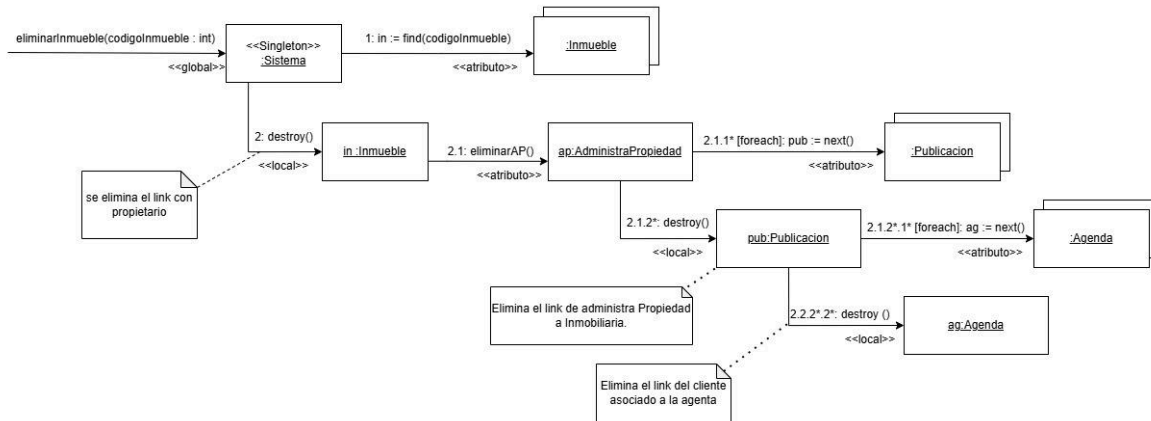 eliminarInmueble(codigoInmueble : int)
<<global>>
<<Singleton>>
:Sistema
1: in := find(codigoInmueble)
<<atributo>>
:Inmueble
2: destroy()
<<local>>
in :Inmueble
2.1: eliminarAP()
<<atributo>>
ap:AdministraPropiedad
2.1.1* [foreach]: pub := next()
<<atributo>>
:Publicacion
se elimina el link con
propietario
2.1.2*: destroy()
<<local>>
pub:Publicacion
2.1.2*.1* [foreach]: ag := next()
<<atributo>>
:Agenda
Elimina el link de administra Propiedad
a Inmobiliaria.
2.2.2*.2*: destroy ()
<<local>>
ag:Agenda
Elimina el link del cliente
asociado a la agenta